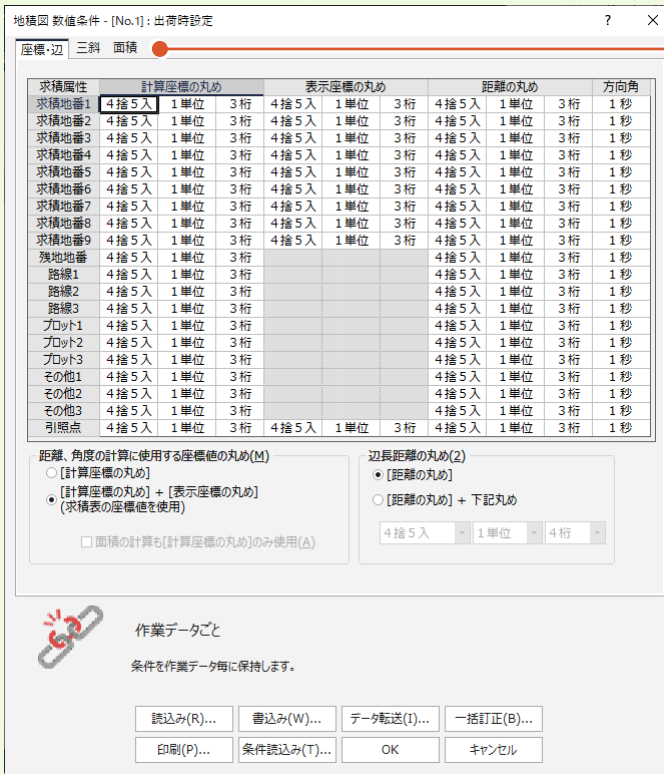 地積図 数値条件 - [No.1] : 出荷時設定 ?
座標・辺 三斜 面積
求積属性 計算座標の丸め 表示座標の丸め 距離の丸め 方向角
求積地番1 4捨5入 1単位 3桁 4捨5入 1単位 3桁 4捨5入 1単位 3桁 1秒
求積地番2 4捨5入 1単位 3桁 4捨5入 1単位 3桁 4捨5入 1単位 3桁 1秒
求積地番3 4捨5入 1単位 3桁 4捨5入 1単位 3桁 4捨5入 1単位 3桁 1秒
求積地番4 4捨5入 1単位 3桁 4捨5入 1単位 3桁 4捨5入 1単位 3桁 1秒
求積地番5 4捨5入 1単位 3桁 4捨5入 1単位 3桁 4捨5入 1単位 3桁 1秒
求積地番6 4捨5入 1単位 3桁 4捨5入 1単位 3桁 4捨5入 1単位 3桁 1秒
求積地番7 4捨5入 1単位 3桁 4捨5入 1単位 3桁 4捨5入 1単位 3桁 1秒
求積地番8 4捨5入 1単位 3桁 4捨5入 1単位 3桁 4捨5入 1単位 3桁 1秒
求積地番9 4捨5入 1単位 3桁 4捨5入 1単位 3桁 4捨5入 1単位 3桁 1秒
残地地番 4捨5入 1単位 3桁 4捨5入 1単位 3桁 1秒
路線1 4捨5入 1単位 3桁 4捨5入 1単位 3桁 1秒
路線2 4捨5入 1単位 3桁 4捨5入 1単位 3桁 1秒
路線3 4捨5入 1単位 3桁 4捨5入 1単位 3桁 1秒
プロット1 4捨5入 1単位 3桁 4捨5入 1単位 3桁 1秒
プロット2 4捨5入 1単位 3桁 4捨5入 1単位 3桁 1秒
プロット3 4捨5入 1単位 3桁 4捨5入 1単位 3桁 1秒
その他1 4捨5入 1単位 3桁 4捨5入 1単位 3桁 1秒
その他2 4捨5入 1単位 3桁 4捨5入 1単位 3桁 1秒
その他3 4捨5入 1単位 3桁 4捨5入 1単位 3桁 1秒
引照点 4捨5入 1単位 3桁 4捨5入 1単位 3桁 4捨5入 1単位 3桁 1秒
距離、角度の計算に使用する座標値の丸め(M)
[計算座標の丸め]
[計算座標の丸め] + [表示座標の丸め]
(求積表の座標値を使用)
面積の計算も[計算座標の丸め]のみ使用(A)
辺長距離の丸め(2)
[距離の丸め]
[距離の丸め] + 下記丸め
4捨5入 1単位 4桁
作業データごと
条件を作業データ毎に保持します。
読込み(R)... 書込み(W)... データ転送(I)... 一括訂正(B)...
印刷(P)... 条件読込み(T)... OK キャンセル